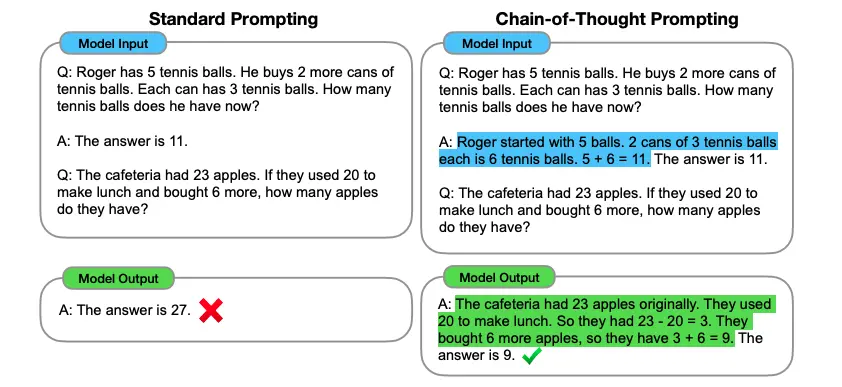 Standard Prompting
Model Input
Q: Roger has 5 tennis balls. He buys 2 more cans of
tennis balls. Each can has 3 tennis balls. How many
tennis balls does he have now?
A: The answer is 11.
Q: The cafeteria had 23 apples. If they used 20 to
make lunch and bought 6 more, how many apples
do they have?
Model Output
A: The answer is 27.
Chain-of-Thought Prompting
Model Input
Q: Roger has 5 tennis balls. He buys 2 more cans of
tennis balls. Each can has 3 tennis balls. How many
tennis balls does he have now?
A: Roger started with 5 balls. 2 cans of 3 tennis balls
each is 6 tennis balls. 5 + 6 = 11. The answer is 11.
Q: The cafeteria had 23 apples. If they used 20 to
make lunch and bought 6 more, how many apples
do they have?
Model Output
A: The cafeteria had 23 apples originally. They used
20 to make lunch. So they had 23 - 20 = 3. They
bought 6 more apples, so they have 3 + 6 = 9. The
answer is 9.